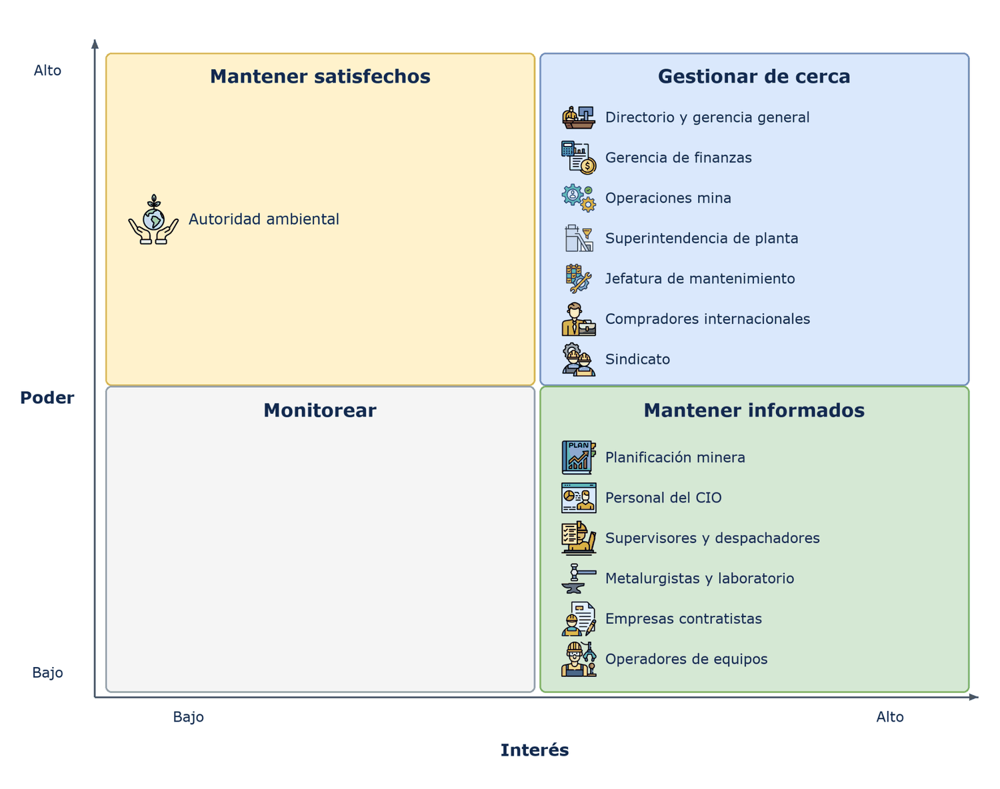 Alto
Mantener satisfechos
Autoridad ambiental
Gestionar de cerca
Directorio y gerencia general
Gerencia de finanzas
Operaciones mina
Superintendencia de planta
Jefatura de mantenimiento
Compradores internacionales
Sindicato
Poder
Monitorear
Mantener informados
PLAN
Planificación minera
Personal del CIO
Supervisores y despachadores
Metalurgistas y laboratorio
Empresas contratistas
Operadores de equipos
Bajo
Bajo
Alto
Interés